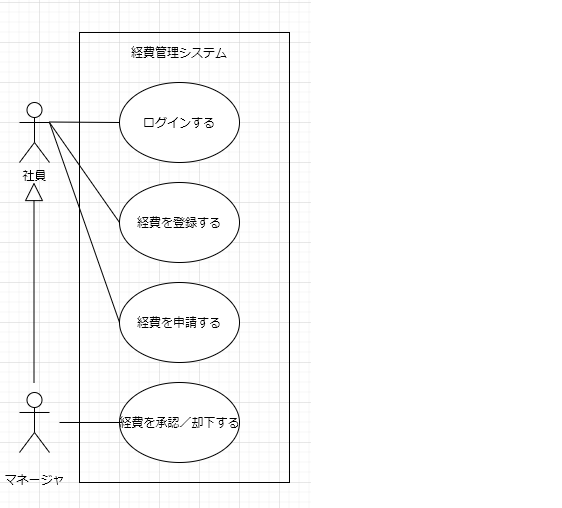 経費管理システム
ログインする
社員
経費を登録する
経費を申請する
経費を承認／却下する
マネージャ